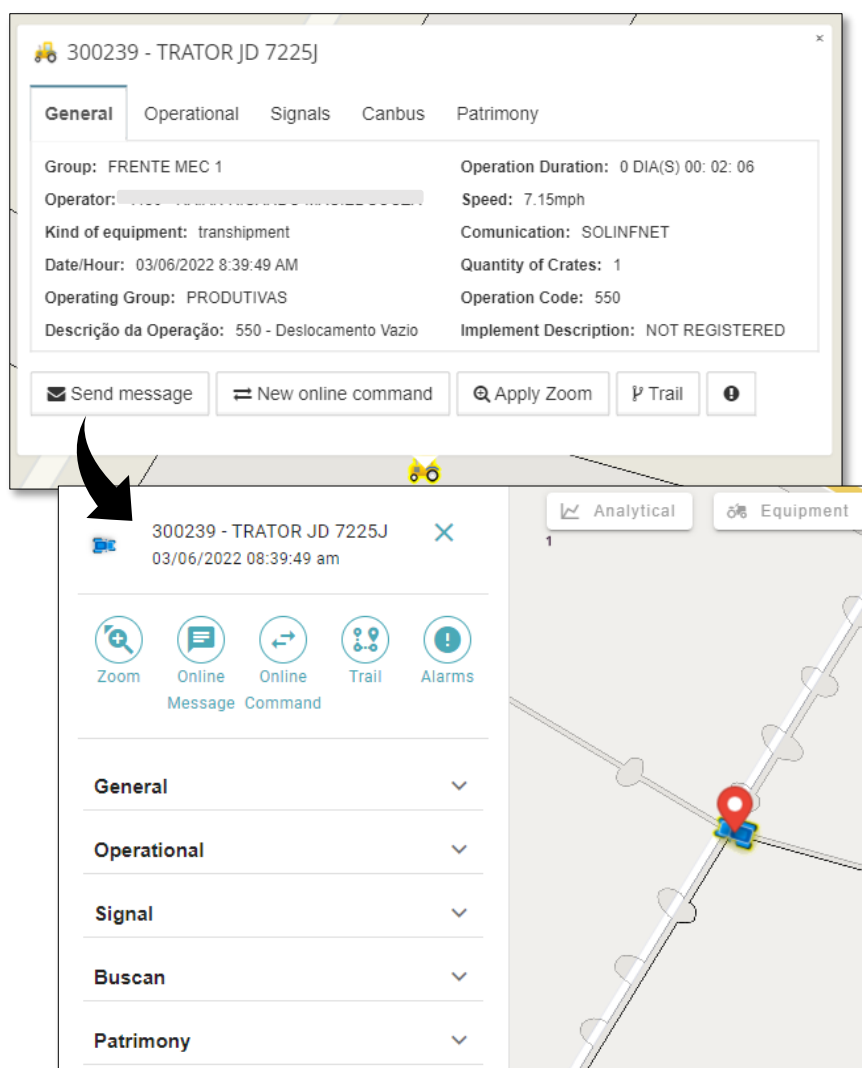 300239 - TRATOR JD 7225J
×
General Operational Signals Canbus Patrimony
Group: FRENTE MEC 1 Operation Duration: 0 DIA(S) 00: 02: 06
Operator: Speed: 7.15mph
Kind of equipment: transhipment Comunication: SOLINFNET
Date/Hour: 03/06/2022 8:39:49 AM Quantity of Crates: 1
Operating Group: PRODUTIVAS Operation Code: 550
Descrição da Operação: 550 - Deslocamento Vazio Implement Description: NOT REGISTERED
Send message New online command Apply Zoom Trail
300239 - TRATOR JD 7225J
03/06/2022 08:39:49 am
Zoom Online Message Online Command Trail Alarms
General
Operational
Signal
Buscan
Patrimony
Analytical Equipment
1